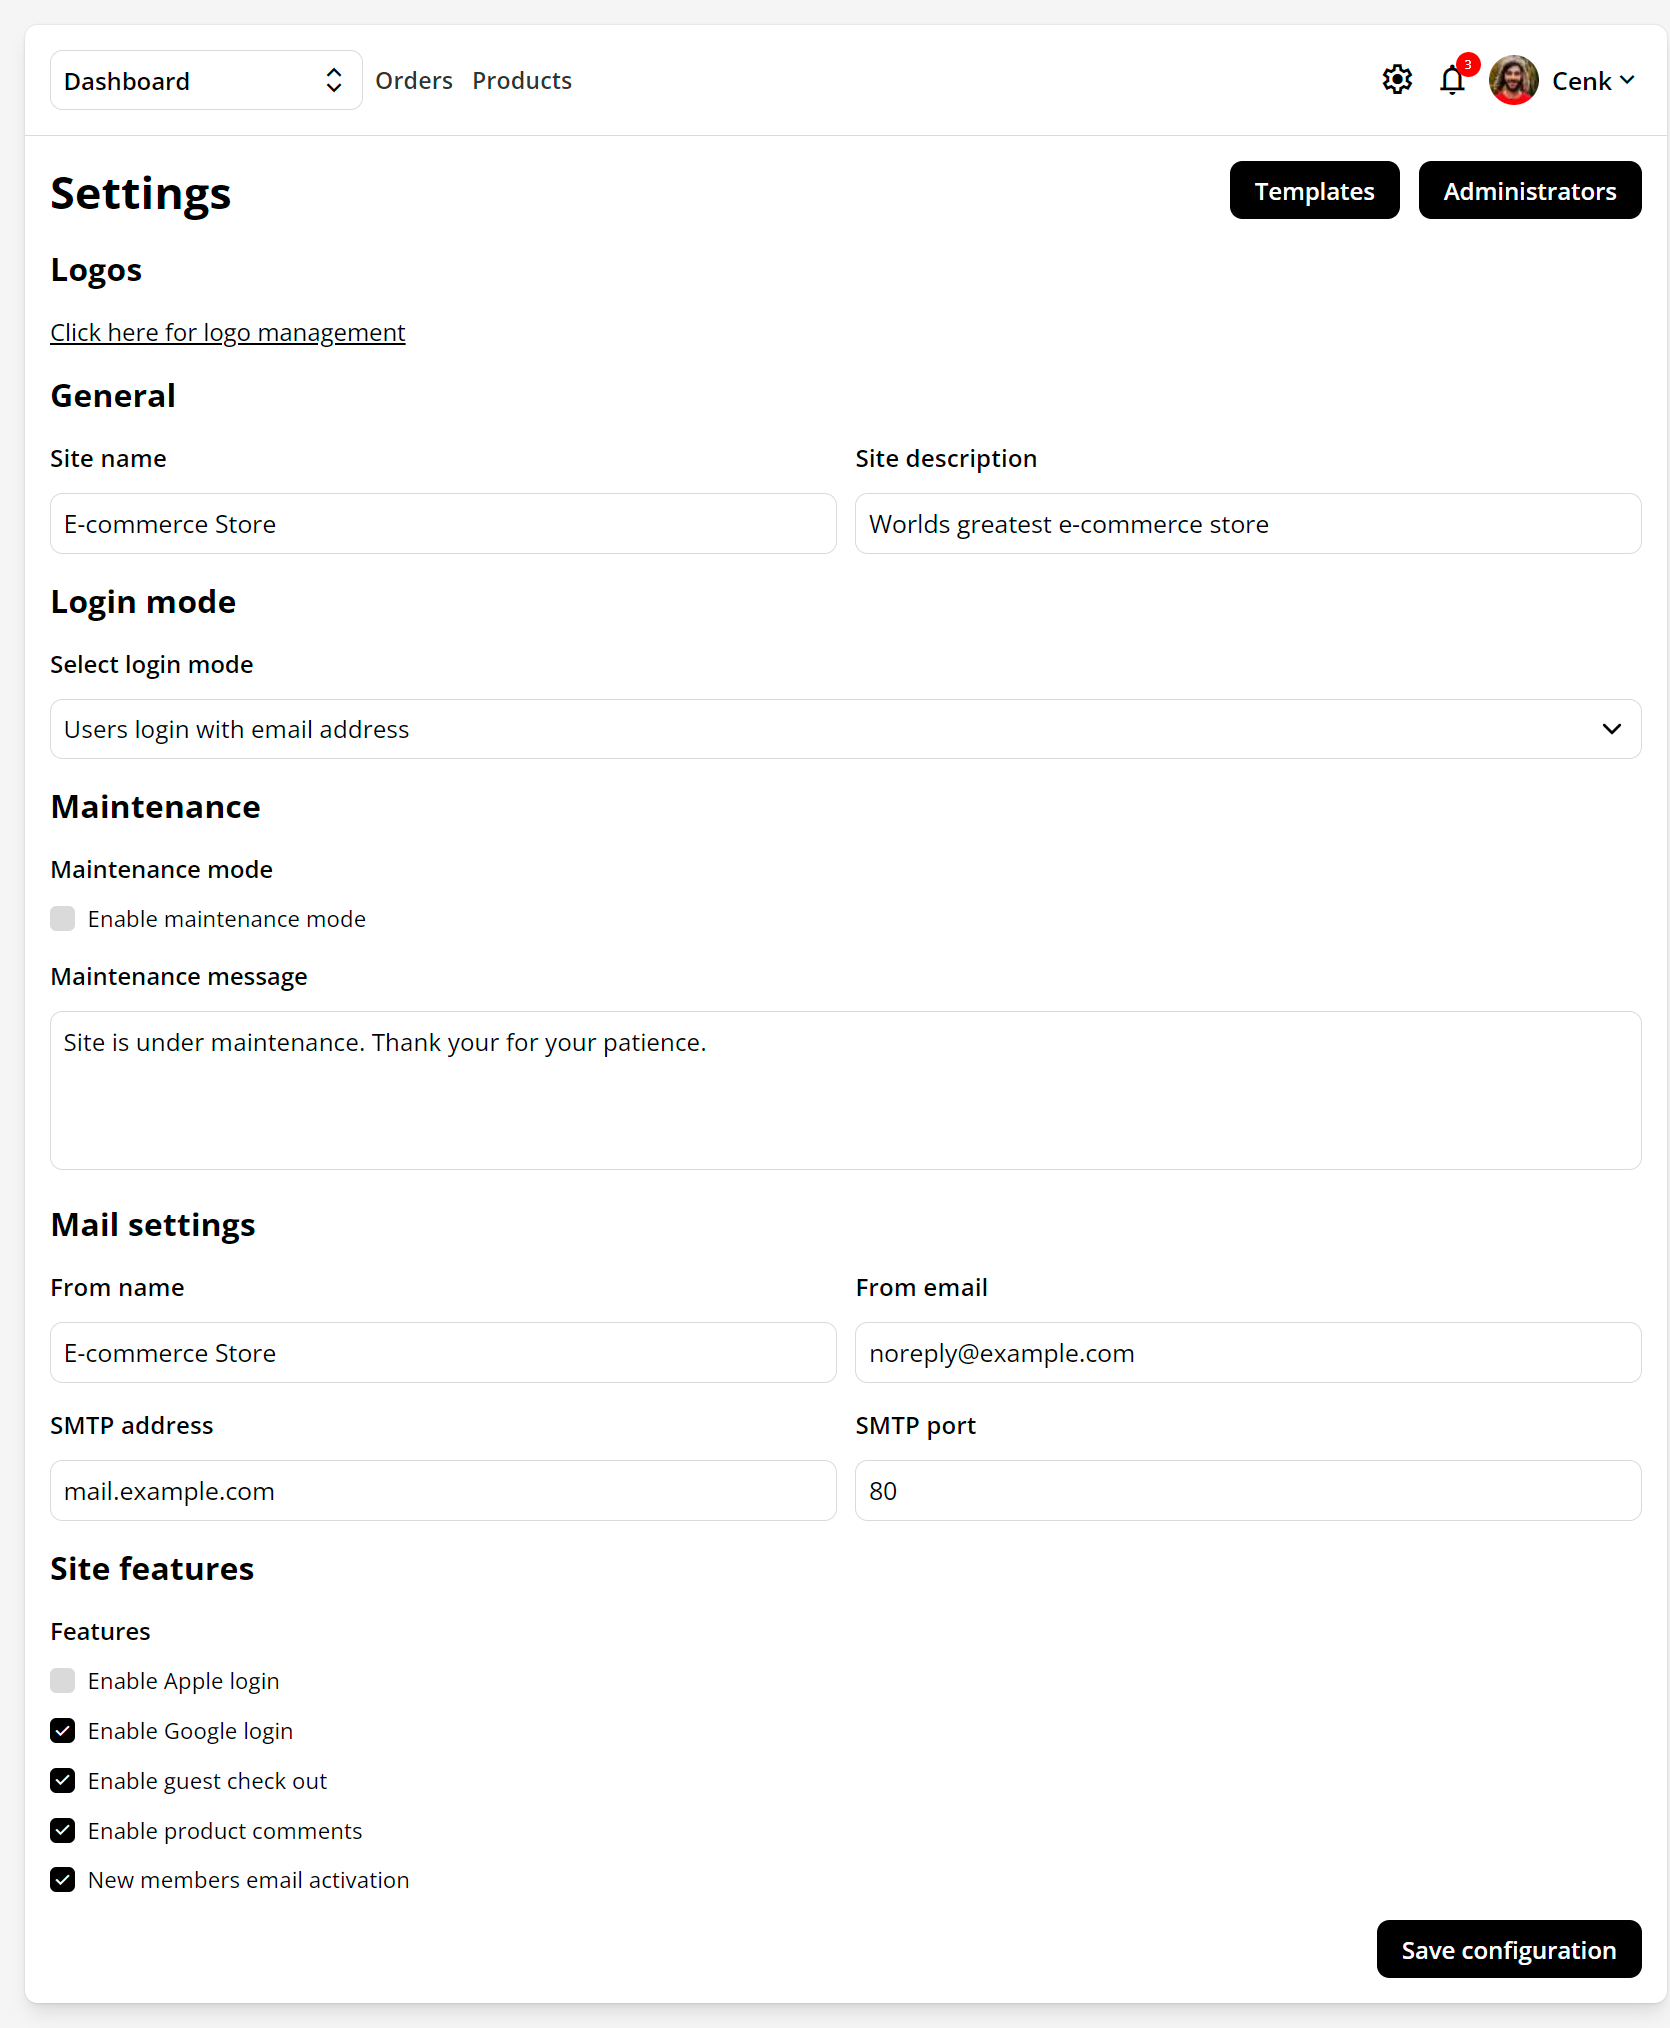 Dashboard Orders Products 3 Cenk
Settings Templates Administrators
Logos
Click here for logo management
General
Site name Site description
E-commerce Store Worlds greatest e-commerce store
Login mode
Select login mode
Users login with email address
Maintenance
Maintenance mode
Enable maintenance mode
Maintenance message
Site is under maintenance. Thank your for your patience.
Mail settings
From name From email
E-commerce Store noreply@example.com
SMTP address SMTP port
mail.example.com 80
Site features
Features
Enable Apple login
Enable Google login
Enable guest check out
Enable product comments
New members email activation
Save configuration